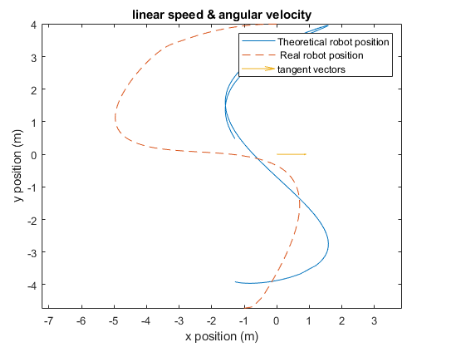 linear speed & angular velocity
Theoretical robot position
Real robot position
tangent vectors
y position (m)
4
3
2
1
0
-1
-2
-3
-4
-7 -6 -5 -4 -3 -2 -1 0 1 2 3
x position (m)